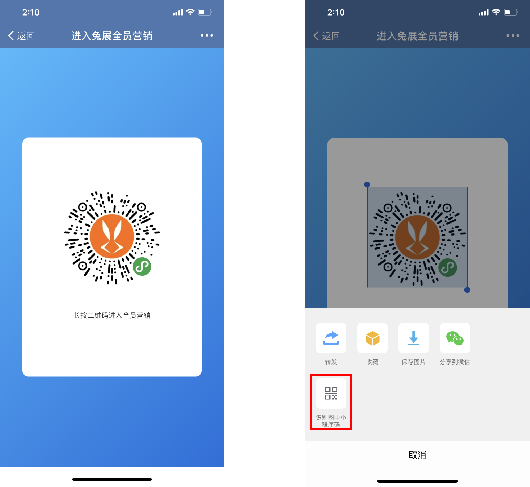 2:10
返回
进入兔展全员营销
长按二维码进入全员营销
2:10
返回
进入兔展全员营销
转发
收藏
保存图片
分享到微信
识别图中小
程序码
取消